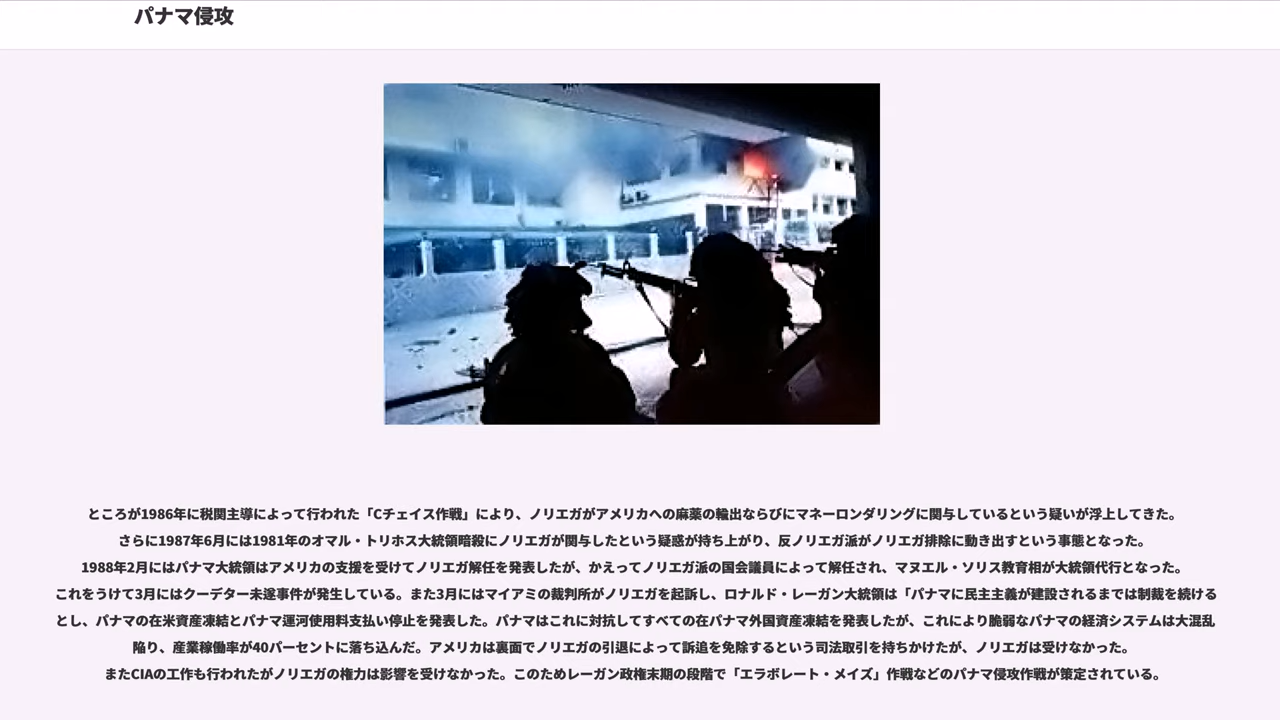 パナマ侵攻
ところが1986年に税関主導によって行われた「Cチェイス作戦」により、ノリエガがアメリカへの麻薬の輸出ならびにマネーロンダリングに関与しているという疑いが浮上してきた。
さらに1987年6月には1981年のオマル・トリホス大統領暗殺にノリエガが関与したという疑惑が持ち上がり、反ノリエガ派がノリエガ排除に動き出すという事態となった。
1988年2月にはパナマ大統領はアメリカの支援を受けてノリエガ解任を発表したが、かえってノリエガ派の国会議員によって解任され、マヌエル・ソリス教育相が大統領代行となった。
これをうけて3月にはクーデター未遂事件が発生している。また3月にはマイアミの裁判所がノリエガを起訴し、ロナルド・レーガン大統領は「パナマに民主主義が建設されるまでは制裁を続ける
とし、パナマの在米資産凍結とパナマ運河使用料支払い停止を発表した。パナマはこれに対抗してすべての在パナマ外国資産凍結を発表したが、これにより脆弱なパナマの経済システムは大混乱
陥り、産業稼働率が40パーセントに落ち込んだ。アメリカは裏面でノリエガの引退によって訴追を免除するという司法取引を持ちかけたが、ノリエガは受けなかった。
またCIAの工作も行われたがノリエガの権力は影響を受けなかった。このためレーガン政権末期の段階で「エラボレート・メイズ」作戦などのパナマ侵攻作戦が策定されている。